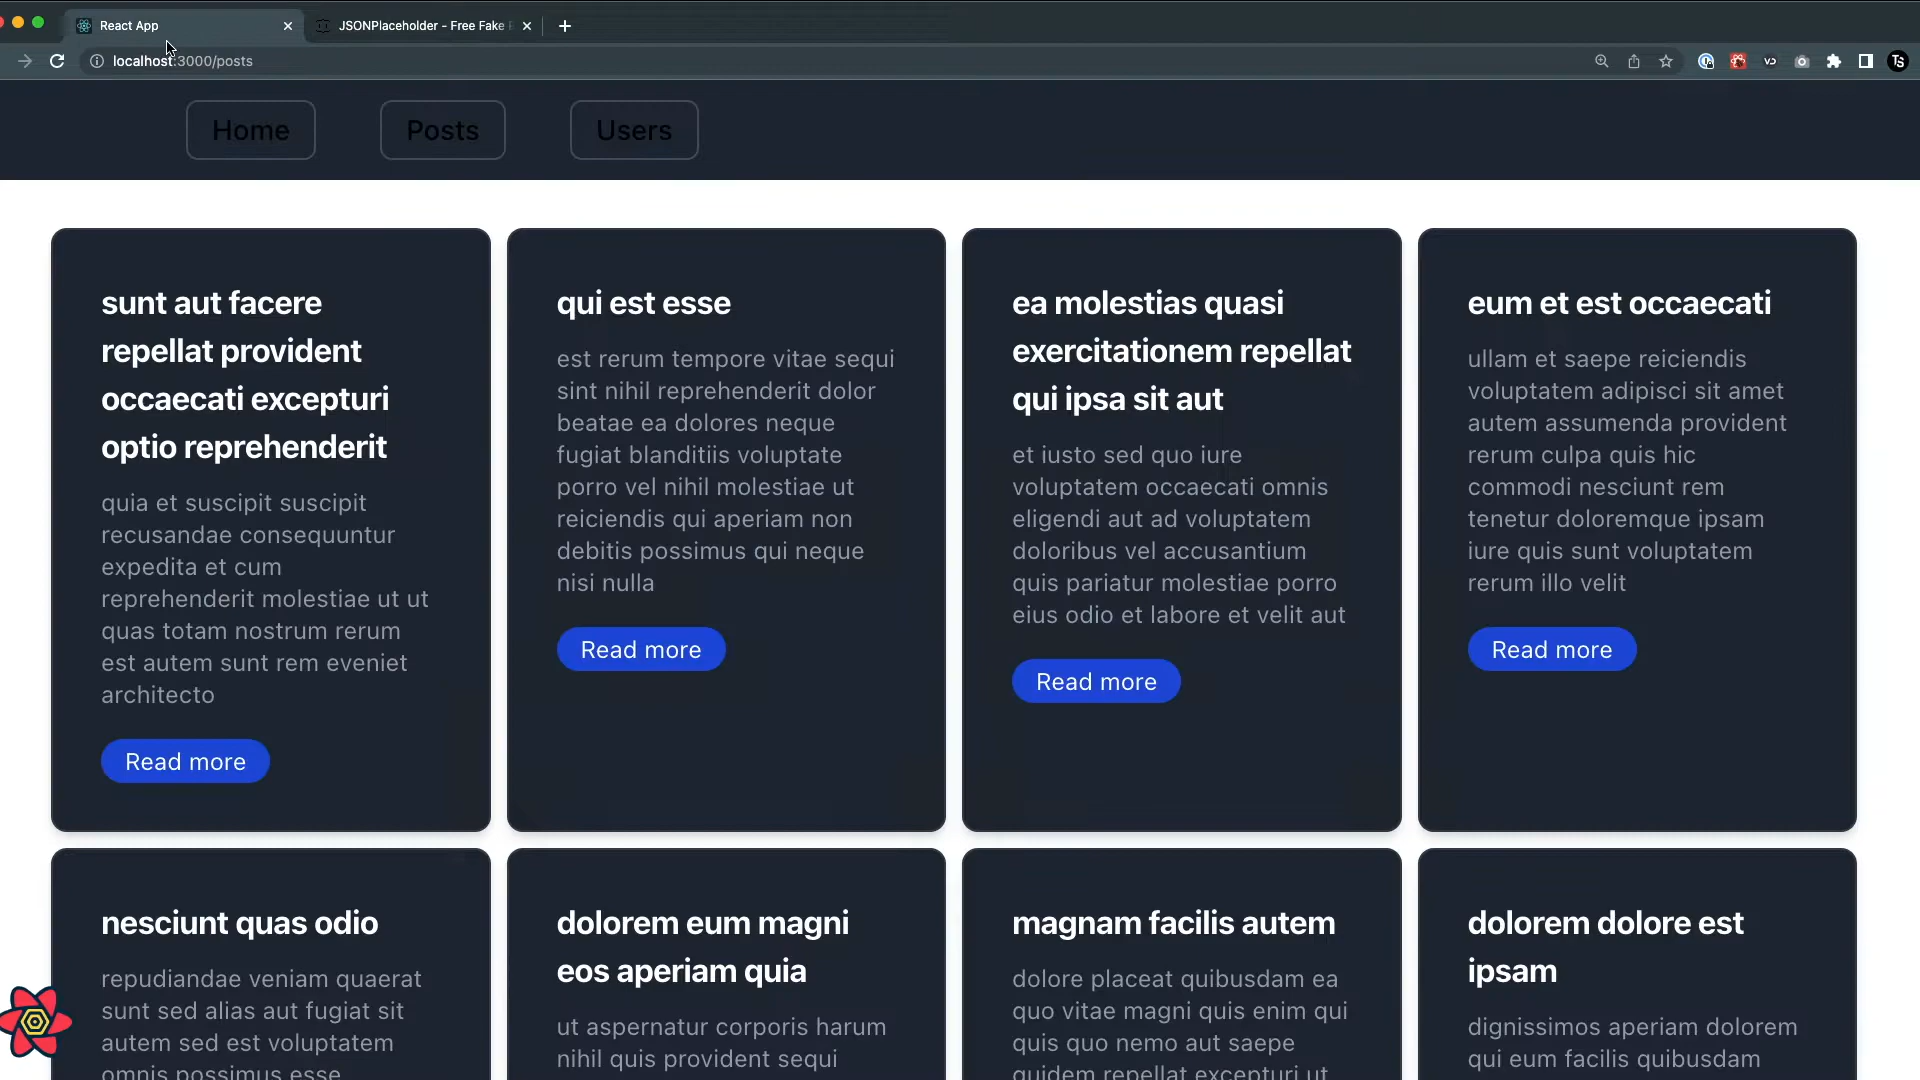 React App
JSONPlaceholder - Free Fake
localhost:3000/posts
TS
Home
Posts
Users
sunt aut facere
repellat provident
occaecati excepturi
optio reprehenderit
quia et suscipit suscipit
recusandae consequuntur
expedita et cum
reprehenderit molestiae ut ut
quas totam nostrum rerum
est autem sunt rem eveniet
architecto
Read more
qui est esse
est rerum tempore vitae sequi
sint nihil reprehenderit dolor
beatae ea dolores neque
fugiat blanditiis voluptate
porro vel nihil molestiae ut
reiciendis qui aperiam non
debitis possimus qui neque
nisi nulla
Read more
ea molestias quasi
exercitationem repellat
qui ipsa sit aut
et iusto sed quo iure
voluptatem occaecati omnis
eligendi aut ad voluptatem
doloribus vel accusantium
quis pariatur molestiae porro
eius odio et labore et velit aut
Read more
eum et est occaecati
ullam et saepe reiciendis
voluptatem adipisci sit amet
autem assumenda provident
rerum culpa quis hic
commodi nesciunt rem
tenetur doloremque ipsam
iure quis sunt voluptatem
rerum illo velit
Read more
nesciunt quas odio
repudiandae veniam quaerat
sunt sed alias aut fugiat sit
autem sed est voluptatem
omnis possimus esse
dolorem eum magni
eos aperiam quia
ut aspernatur corporis harum
nihil quis provident sequi
magnam facilis autem
dolore placeat quibusdam ea
quo vitae magni quis enim qui
quis quo nemo aut saepe
quidem repellat excepturi ut
dolorem dolore est
ipsam
dignissimos aperiam dolorem
qui eum facilis quibusdam